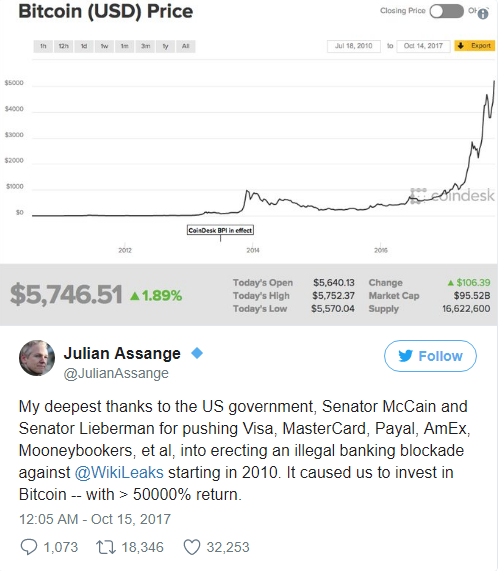 Bitcoin (USD) Price
Closing Price
1h 12h 1d 1w 1m 3m 1y All
Jul 18, 2010 to Oct 14, 2017 Export
$5000
$4000
$3000
$2000
$1000
$0
coindesk
CoinDesk BPI in effect
2012 2014 2016
$5,746.51 ▲1.89%
Today's Open $5,640.13 Change ▲ $106.39
Today's High $5,752.37 Market Cap $95.52B
Today's Low $5,570.04 Supply 16,622,600
Julian Assange
@JulianAssange
Follow
My deepest thanks to the US government, Senator McCain and
Senator Lieberman for pushing Visa, MasterCard, Payal, AmEx,
Mooneybookers, et al, into erecting an illegal banking blockade
against @WikiLeaks starting in 2010. It caused us to invest in
Bitcoin -- with > 50000% return.
12:05 AM - Oct 15, 2017
1,073 18,346 32,253